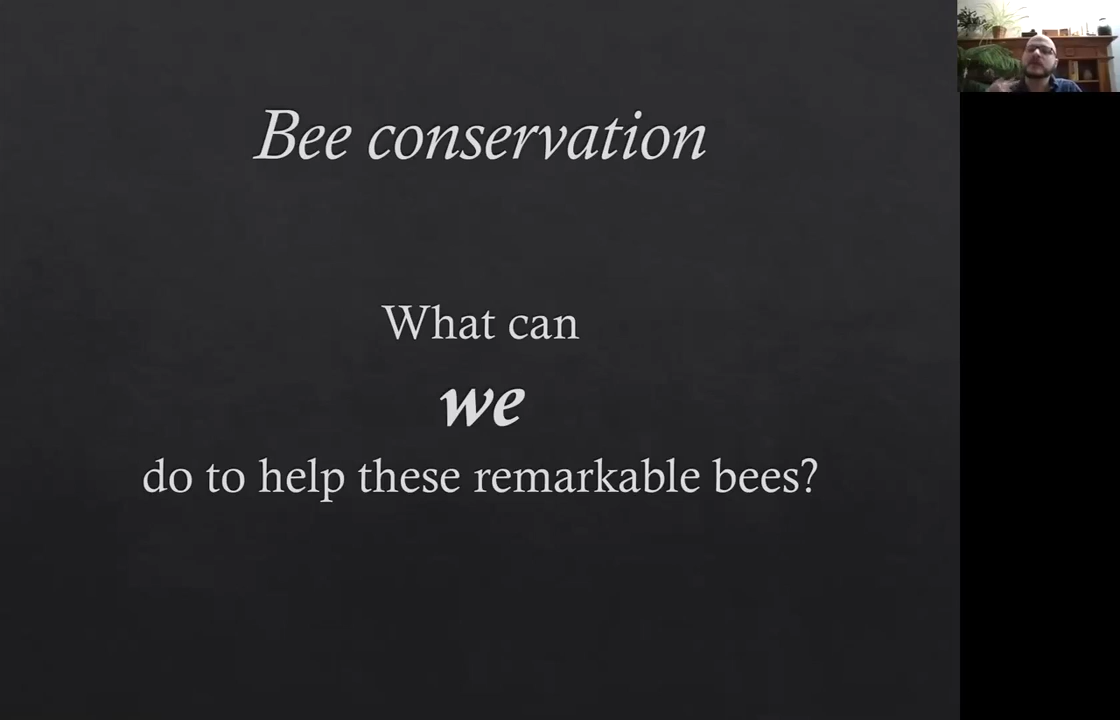 Bee conservation
What can
we
do to help these remarkable bees?